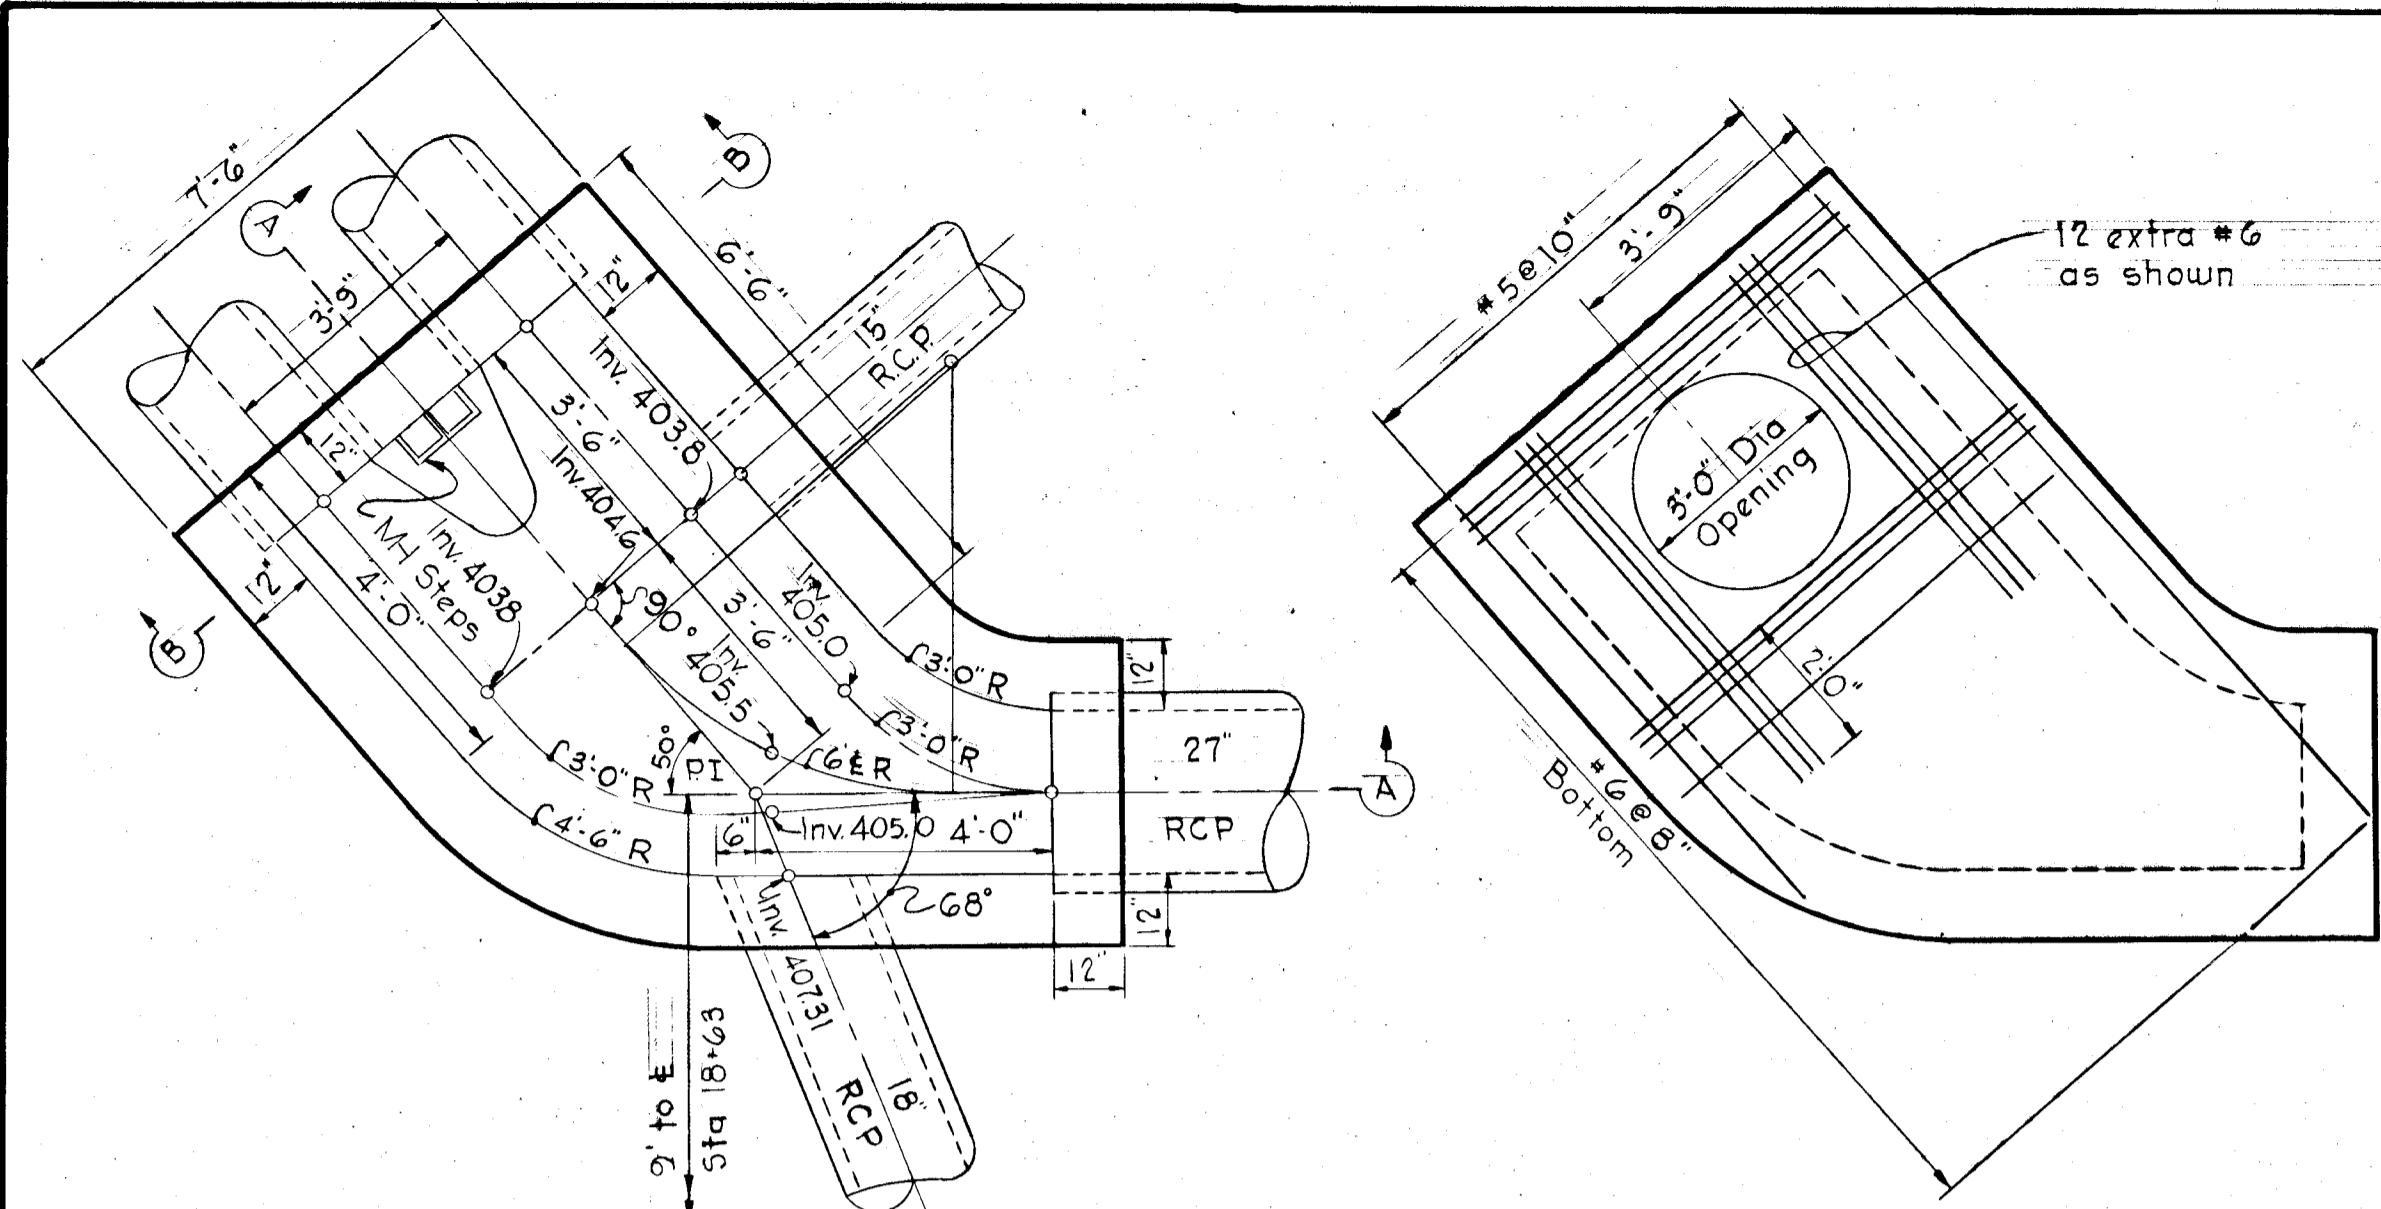 7'-6"
A
B
3'-9"
12"
6'-6"
12"
Inv. 403.8
15"
R.C.P.
3'-6"
Inv. 404.6
MH Steps
Inv. 403.8
4'-0"
12"
B
90°
3'-6"
Inv.
405.5
Inv.
405.0
3'-0" R
3'-0" R
6' ℄ R
50°
PI
3'-0" R
4'-6" R
6"
Inv. 405.0
4'-0"
68°
12"
27"
RCP
A
12"
12"
Inv. 407.31
RCP
18"
9' to ℄
Sta 18+63
#5@10"
3'-9"
12 extra #6
as shown
3'-0" Dia
Opening
2'-0"
#6@8"
Bottom